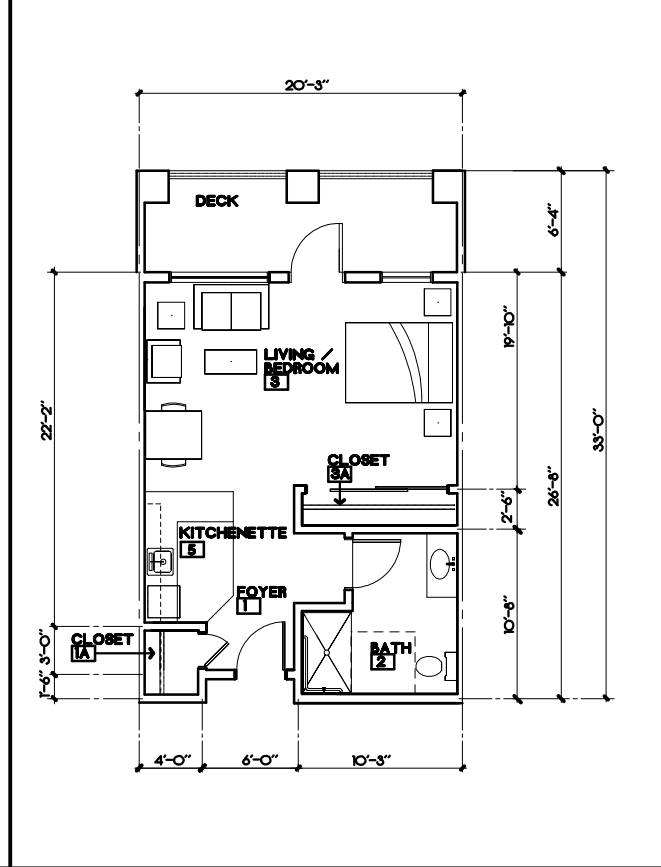 20'-3"
DECK
6'-4"
LIVING /
BEDROOM
3
19'-10"
22'-2"
33'-0"
CLOSET
3A
26'-8"
2'-6"
KITCHENETTE
5
FOYER
1
10'-8"
CLOSET
1A
3'-0"
BATH
2
1'-6"
4'-0" 6'-0" 10'-3"